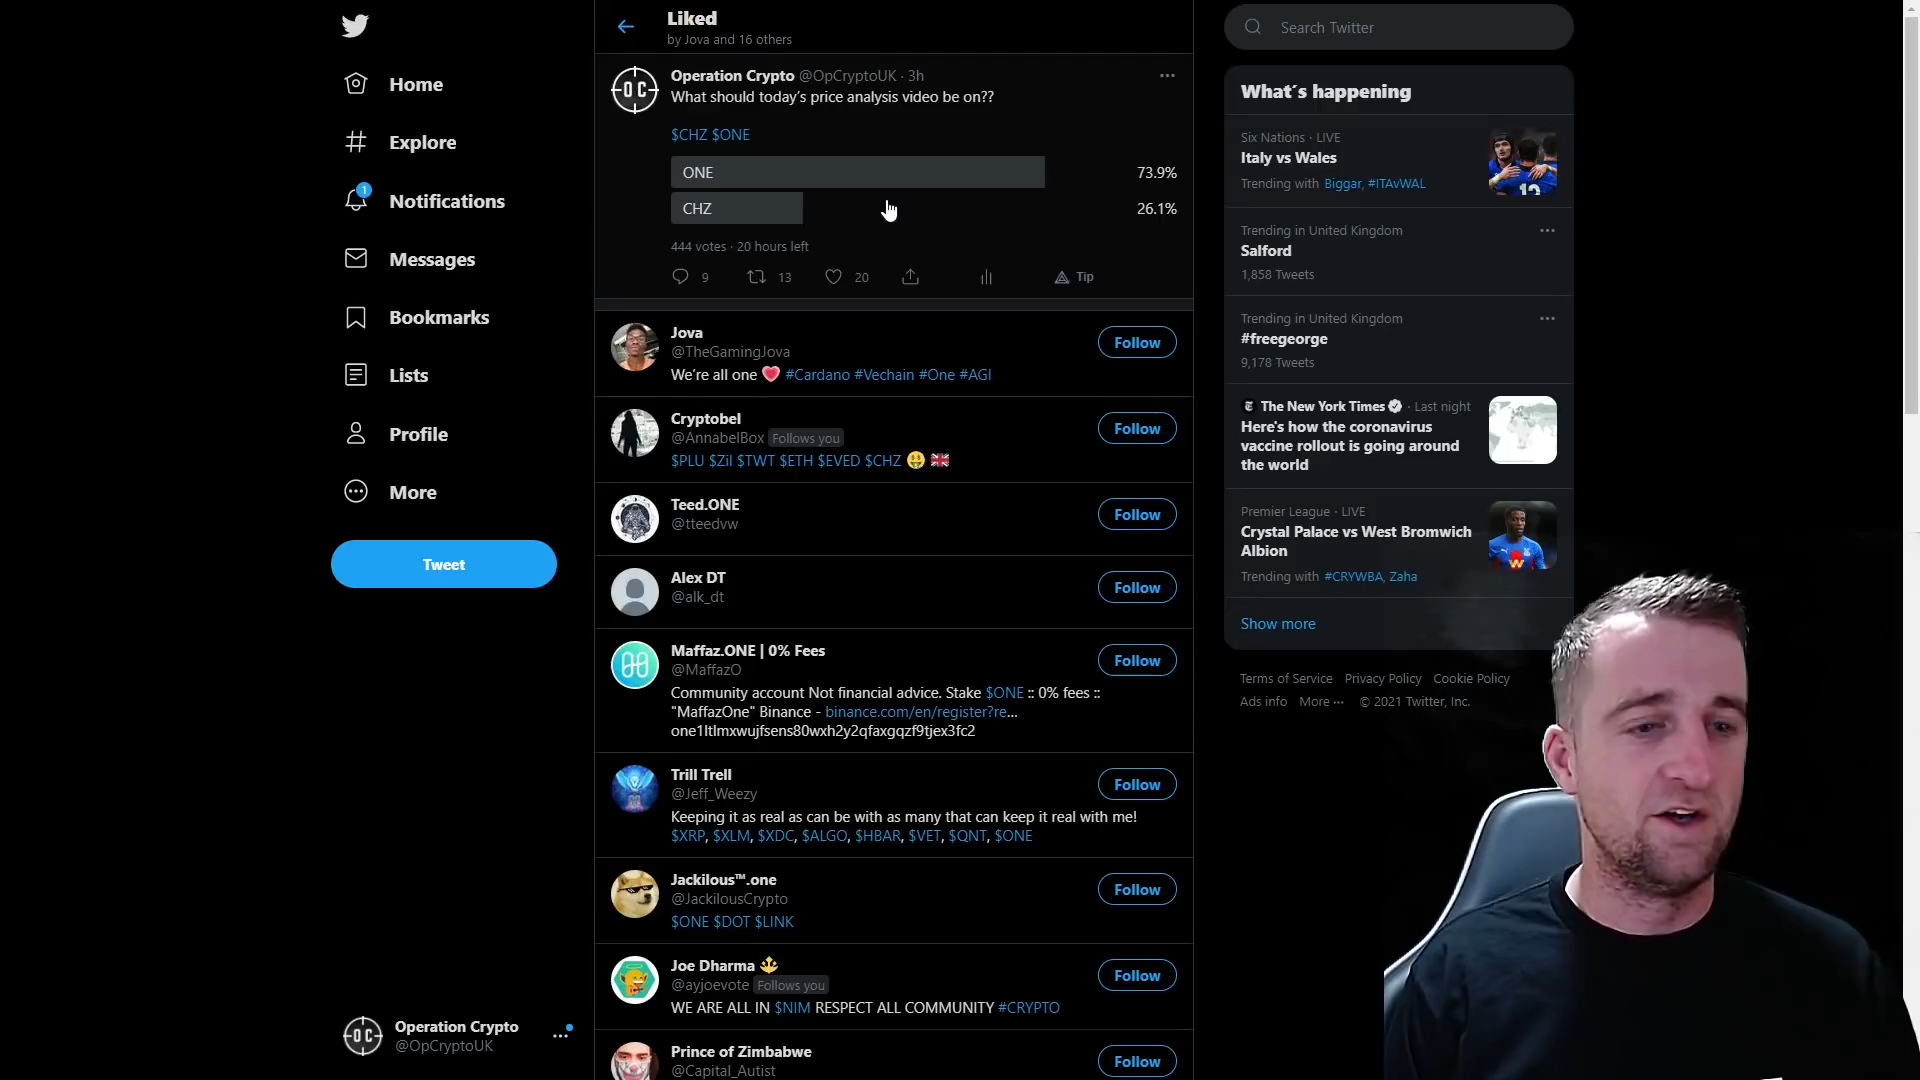 Home
Explore
1
Notifications
Messages
Bookmarks
Lists
Profile
More
Tweet
Operation Crypto
@OpCryptoUK
Liked
by Jova and 16 others
Operation Crypto @OpCryptoUK · 3h
What should today's price analysis video be on??
$CHZ $ONE
ONE 73.9%
CHZ 26.1%
444 votes · 20 hours left
9 13 20 Tip
Jova
@TheGamingJova
Follow
We're all one #Cardano #Vechain #One #AGI
Cryptobel
@AnnabelBox Follows you
Follow
$PLU $Zil $TWT $ETH $EVED $CHZ
Teed.ONE
@tteedvw
Follow
Alex DT
@alk_dt
Follow
Maffaz.ONE | 0% Fees
@MaffazO
Follow
Community account Not financial advice. Stake $ONE :: 0% fees ::
"MaffazOne" Binance - binance.com/en/register?re…
one1ltlmxwujfsens80wxh2y2qfaxgqzf9tjex3fc2
Trill Trell
@Jeff_Weezy
Follow
Keeping it as real as can be with as many that can keep it real with me!
$XRP, $XLM, $XDC, $ALGO, $HBAR, $VET, $QNT, $ONE
Jackilous™.one
@JackilousCrypto
Follow
$ONE $DOT $LINK
Joe Dharma
@ayjoevote Follows you
Follow
WE ARE ALL IN $NIM RESPECT ALL COMMUNITY #CRYPTO
Prince of Zimbabwe
@Capital_Autist
Follow
Search Twitter
What's happening
Six Nations · LIVE
Italy vs Wales
Trending with Biggar, #ITAvWAL
Trending in United Kingdom
Salford
1,858 Tweets
Trending in United Kingdom
#freegeorge
9,178 Tweets
The New York Times · Last night
Here's how the coronavirus
vaccine rollout is going around
the world
Premier League · LIVE
Crystal Palace vs West Bromwich
Albion
Trending with #CRYWBA, Zaha
Show more
Terms of Service Privacy Policy Cookie Policy
Ads info More ··· © 2021 Twitter, Inc.